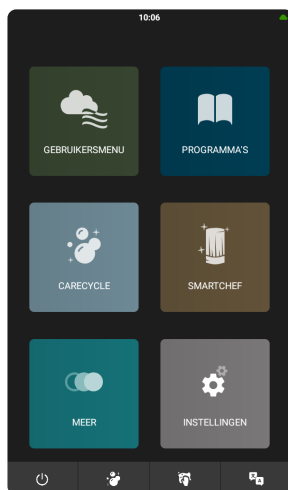 10:06
GEBRUIKERSMENU
PROGRAMMA'S
CARECYCLE
SMARTCHEF
MEER
INSTELLINGEN